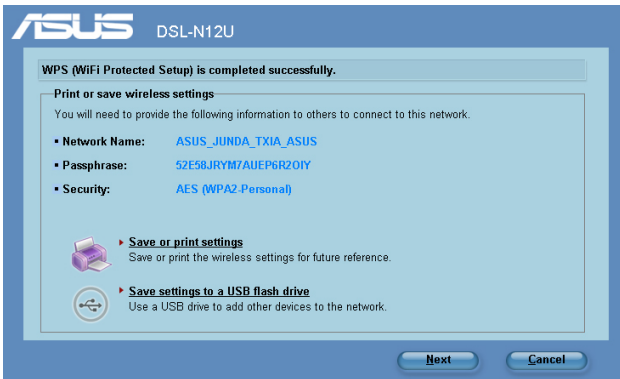 ASUS DSL-N12U
WPS (WiFi Protected Setup) is completed successfully.
Print or save wireless settings
You will need to provide the following information to others to connect to this network.
Network Name: ASUS_JUNDA_TXIA_ASUS
Passphrase: 52E58JRYM7AUEP6R2OIY
Security: AES (WPA2-Personal)
Save or print settings
Save or print the wireless settings for future reference.
Save settings to a USB flash drive
Use a USB drive to add other devices to the network.
Next Cancel